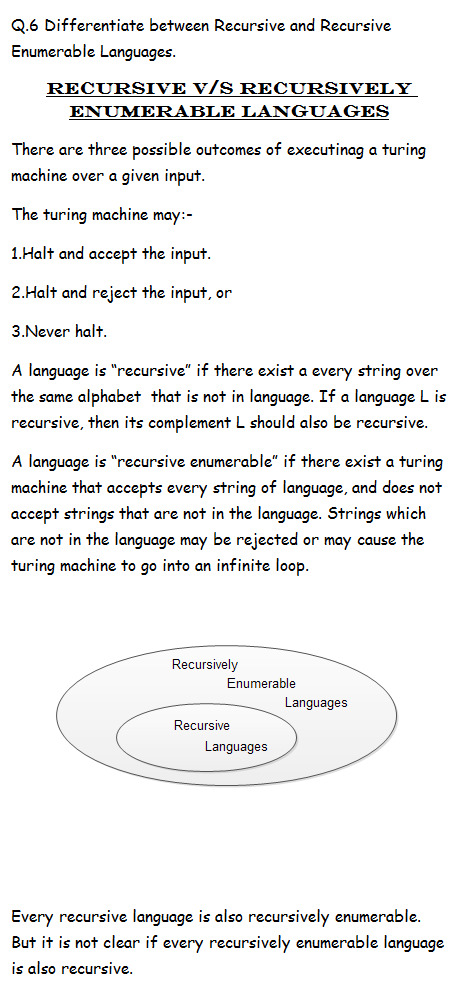 Q.6 Differentiate between Recursive and Recursive
Enumerable Languages.
RECURSIVE V/S RECURSIVELY
ENUMERABLE LANGUAGES
There are three possible outcomes of executinag a turing
machine over a given input.
The turing machine may:-
1.Halt and accept the input.
2.Halt and reject the input, or
3.Never halt.
A language is “recursive” if there exist a every string over
the same alphabet that is not in language. If a language L is
recursive, then its complement L should also be recursive.
A language is “recursive enumerable” if there exist a turing
machine that accepts every string of language, and does not
accept strings that are not in the language. Strings which
are not in the language may be rejected or may cause the
turing machine to go into an infinite loop.
Recursively
Enumerable
Languages
Recursive
Languages
Every recursive language is also recursively enumerable.
But it is not clear if every recursively enumerable language
is also recursive.